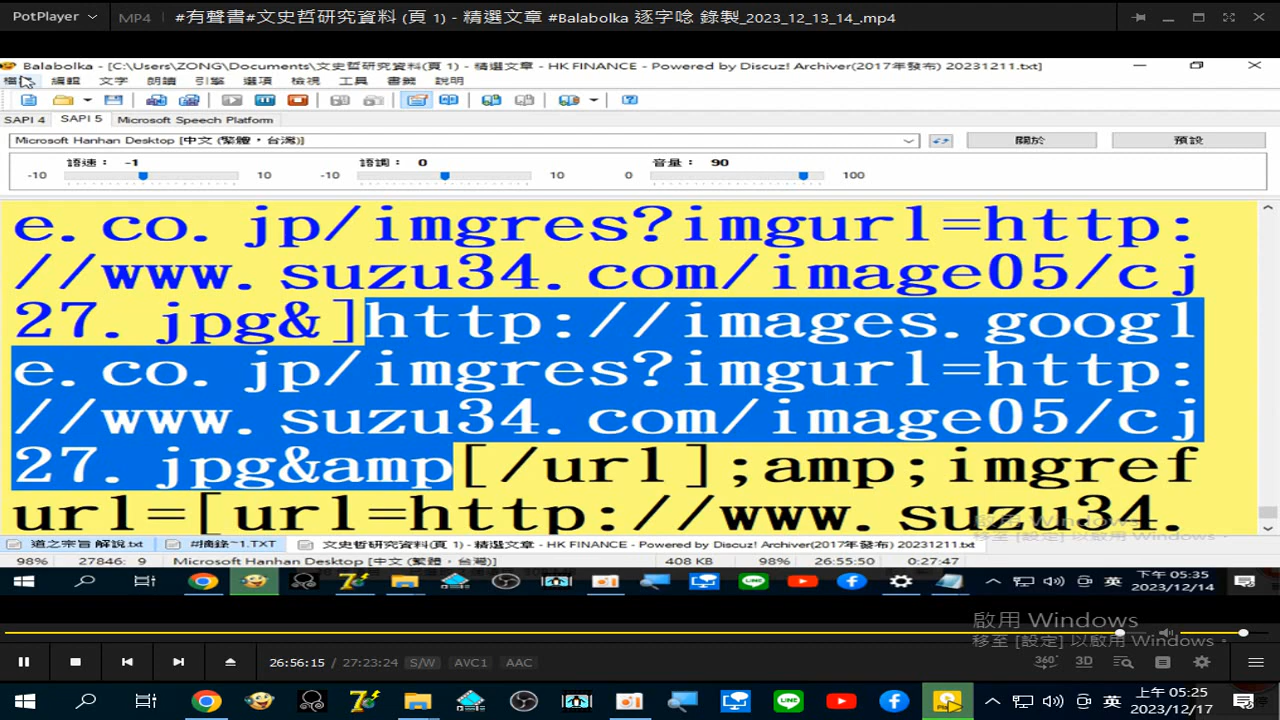 PotPlayer MP4 #有聲書#文史哲研究資料 (頁 1) - 精選文章 #Balabolka 逐字唸 錄製_2023_12_13_14_.mp4
Balabolka - [C:\Users\ZONG\Documents\文史哲研究資料(頁 1) - 精選文章 - HK FINANCE - Powered by Discuz! Archiver(2017年發布) 20231211.txt]
編輯 文字 朗讀 引擎 選項 檢視 工具 書籤 說明
SAPI 4 SAPI 5 Microsoft Speech Platform
Microsoft Hanhan Desktop [中文 (繁體，台灣)] 關於 預設
語速： -1 語調： 0 音量： 90
-10 10 -10 10 0 100
e.co.jp/imgres?imgurl=http:
//www.suzu34.com/image05/cj
27.jpg&]http://images.googl
e.co.jp/imgres?imgurl=http:
//www.suzu34.com/image05/cj
27.jpg&amp[/url];amp;imgref
url=[url=http://www.suzu34.
道之宗旨 解說.txt #摘錄~1.TXT 文史哲研究資料(頁 1) - 精選文章 - HK FINANCE - Powered by Discuz! Archiver(2017年發布) 20231211.txt
98% 27846: 9 Microsoft Hanhan Desktop [中文 (繁體，台灣)] 408 KB 98% 26:55:50 0:27:47
英 下午 05:35
2023/12/14
啟用 Windows
移至 [設定] 以啟用 Windows。
26:56:15 / 27:23:24 S/W AVC1 AAC 360° 3D
英 上午 05:25
2023/12/17